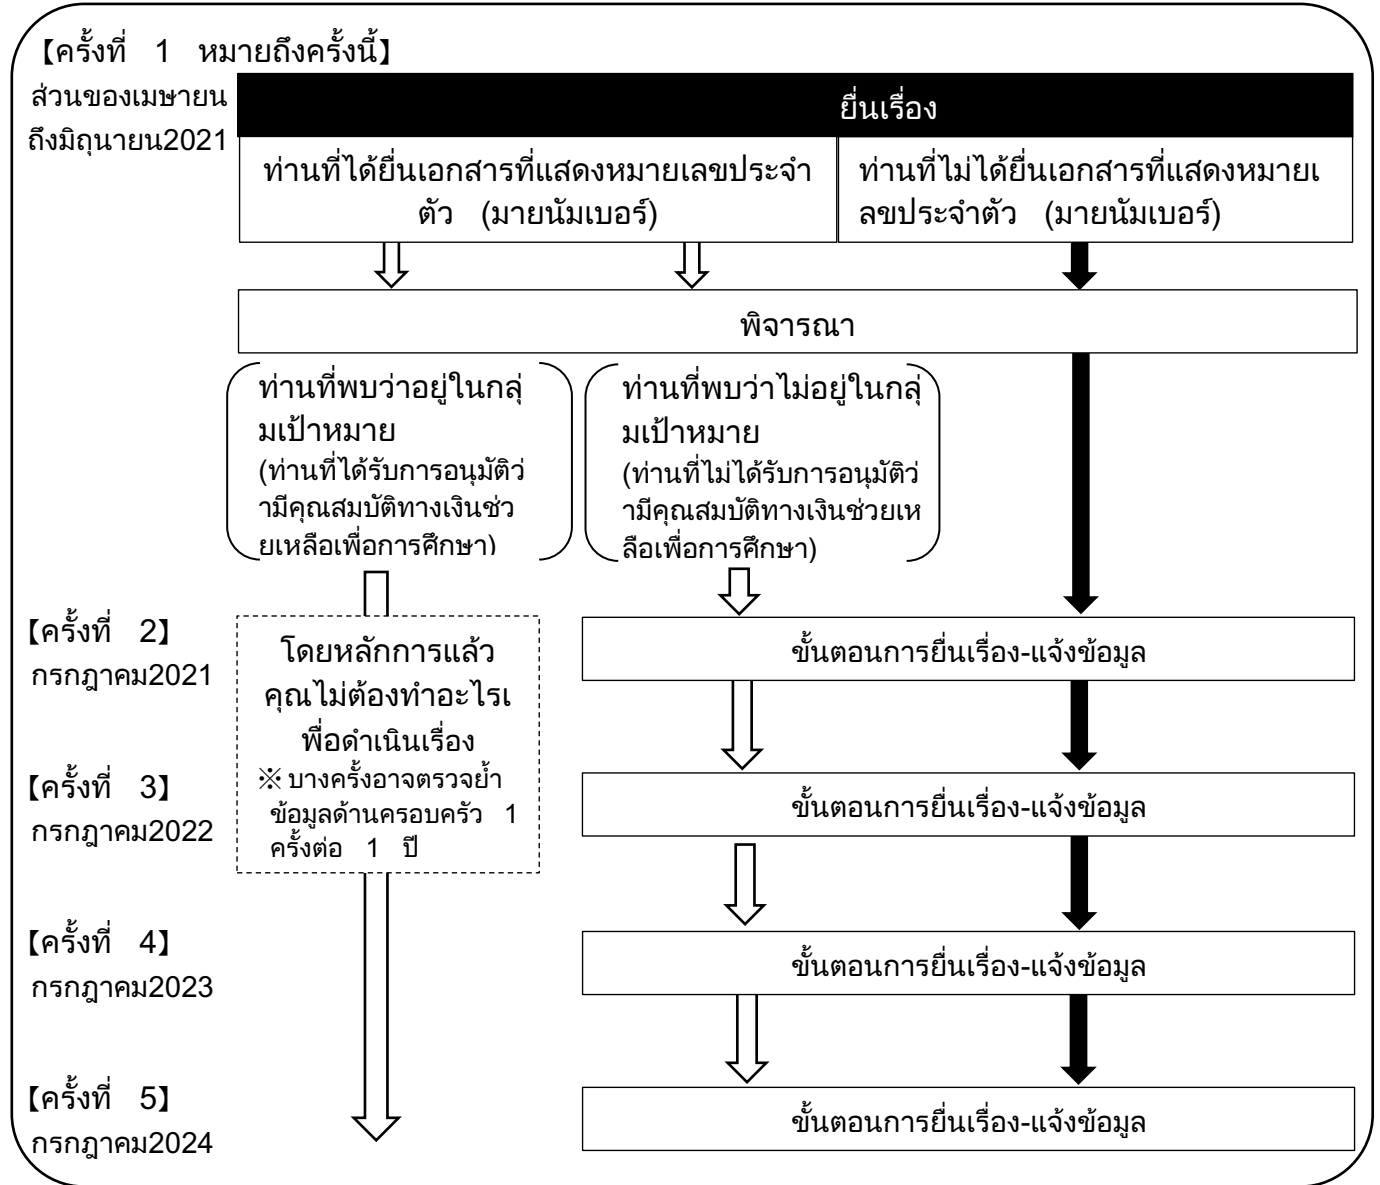 【ครั้งที่ 1 หมายถึงครั้งนี้】
ส่วนของเมษายน
ถึงมิถุนายน2021
ยื่นเรื่อง
ท่านที่ได้ยื่นเอกสารที่แสดงหมายเลขประจำ
ตัว (มายนัมเบอร์)
ท่านที่ไม่ได้ยื่นเอกสารที่แสดงหมายเ
ลขประจำตัว (มายนัมเบอร์)
พิจารณา
ท่านที่พบว่าอยู่ในกลุ่
มเป้าหมาย
(ท่านที่ได้รับการอนุมัติว่
ามีคุณสมบัติทางเงินช่ว
ยเหลือเพื่อการศึกษา)
ท่านที่พบว่าไม่อยู่ในกลุ่
มเป้าหมาย
(ท่านที่ไม่ได้รับการอนุมัติว่
ามีคุณสมบัติทางเงินช่วยเห
ลือเพื่อการศึกษา)
【ครั้งที่ 2】
กรกฎาคม2021
โดยหลักการแล้ว
คุณไม่ต้องทำอะไรเ
พื่อดำเนินเรื่อง
※ บางครั้งอาจตรวจย้ำ
ข้อมูลด้านครอบครัว 1
ครั้งต่อ 1 ปี
ขั้นตอนการยื่นเรื่อง-แจ้งข้อมูล
【ครั้งที่ 3】
กรกฎาคม2022
ขั้นตอนการยื่นเรื่อง-แจ้งข้อมูล
【ครั้งที่ 4】
กรกฎาคม2023
ขั้นตอนการยื่นเรื่อง-แจ้งข้อมูล
【ครั้งที่ 5】
กรกฎาคม2024
ขั้นตอนการยื่นเรื่อง-แจ้งข้อมูล